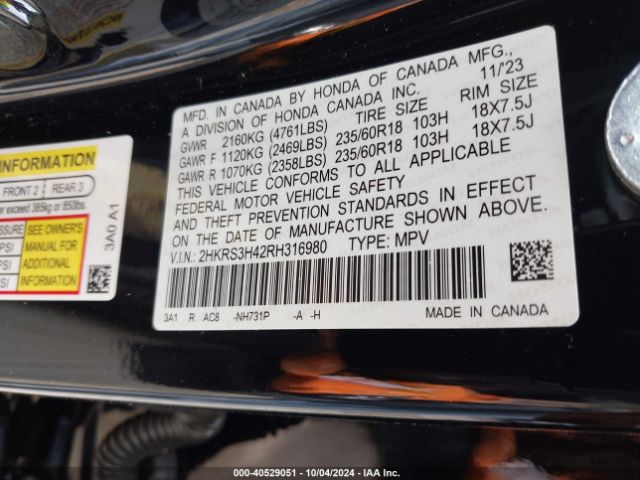 MFD. IN CANADA BY HONDA OF CANADA MFG.,
A DIVISION OF HONDA CANADA INC. 11/'23
GVWR 2160KG (4761LBS) TIRE SIZE RIM SIZE
GAWR F 1120KG (2469LBS) 235/60R18 103H 18X7.5J
GAWR R 1070KG (2358LBS) 235/60R18 103H 18X7.5J
THIS VEHICLE CONFORMS TO ALL APPLICABLE
FEDERAL MOTOR VEHICLE SAFETY
AND THEFT PREVENTION STANDARDS IN EFFECT
ON THE DATE OF MANUFACTURE SHOWN ABOVE.
V.I.N.: 2HKRS3H42RH316980 TYPE: MPV
3A1 R AC8 -NH731P -A -H MADE IN CANADA
INFORMATION
FRONT 2 REAR 3
exceed 385kg or 850lbs.
SEE OWNER'S
MANUAL FOR
ADDITIONAL
INFORMATION
3A0 A1
000-40529051 - 10/04/2024 - IAA Inc.